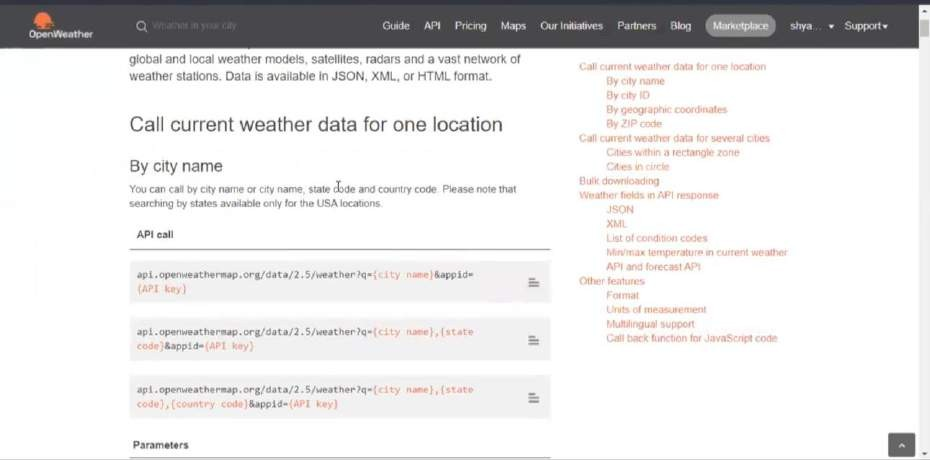 OpenWeather
Weather in your city
Guide
API
Pricing
Maps
Our Initiatives
Partners
Blog
Marketplace
shya...
Support
global and local weather models, satellites, radars and a vast network of
weather stations. Data is available in JSON, XML, or HTML format.
Call current weather data for one location
By city name
You can call by city name or city name, state code and country code. Please note that
searching by states available only for the USA locations.
API call
api.openweathermap.org/data/2.5/weather?q={city name}&appid=
{API key}
api.openweathermap.org/data/2.5/weather?q={city name},{state
code}&appid={API key}
api.openweathermap.org/data/2.5/weather?q={city name},{state
code},{country code}&appid={API key}
Parameters
Call current weather data for one location
By city name
By city ID
By geographic coordinates
By ZIP code
Call current weather data for several cities
Cities within a rectangle zone
Cities in circle
Bulk downloading
Weather fields in API response
JSON
XML
List of condition codes
Min/max temperature in current weather
API and forecast API
Other features
Format
Units of measurement
Multilingual support
Call back function for JavaScript code